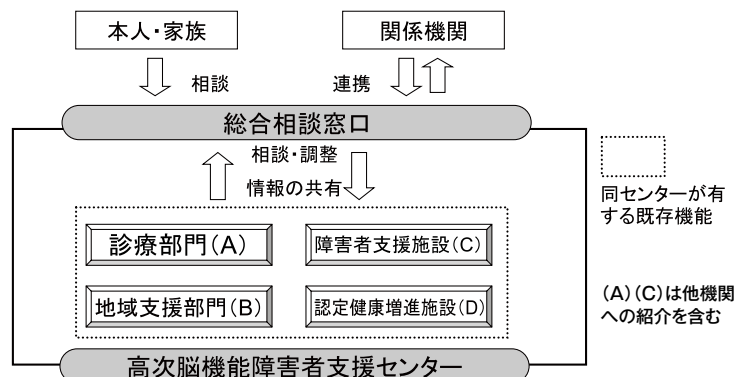 本人・家族
関係機関
相談
連携
総合相談窓口
相談・調整
情報の共有
診療部門(A)
障害者支援施設(C)
地域支援部門(B)
認定健康増進施設(D)
高次脳機能障害者支援センター
同センターが有
する既存機能
(A)(C)は他機関
への紹介を含む